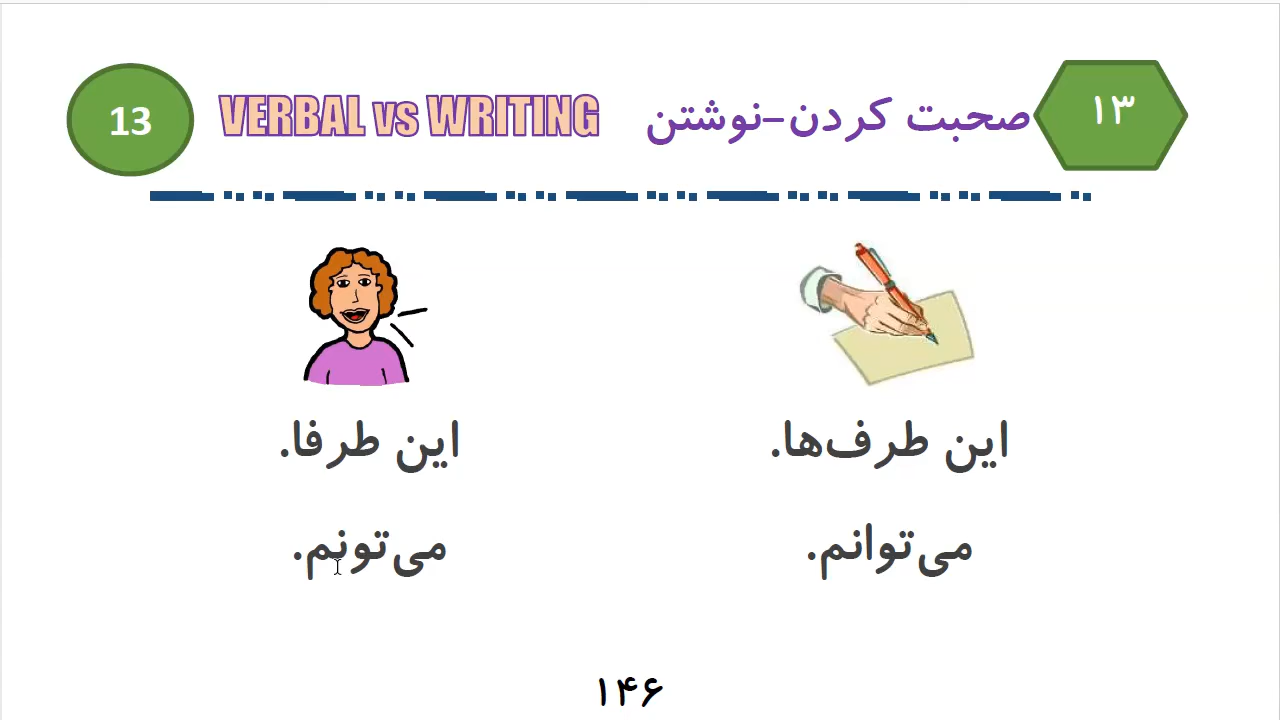 13 VERBAL vs WRITING صحبت کردن-نوشتن ۱۳
این طرف‌ها.
این طرفا.
می‌توانم.
می‌تونم.
۱۴۶